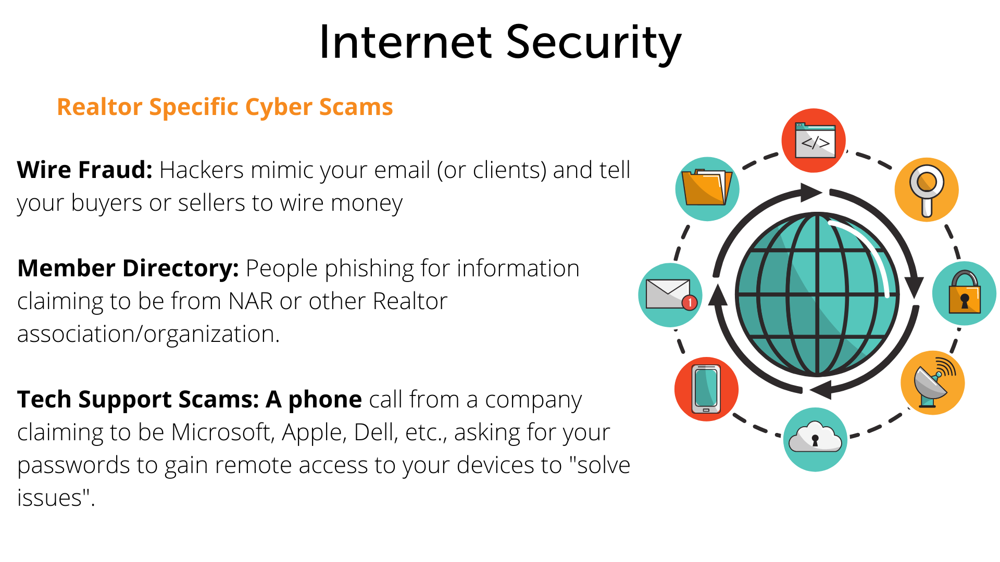 Internet Security
Realtor Specific Cyber Scams
Wire Fraud: Hackers mimic your email (or clients) and tell
your buyers or sellers to wire money
Member Directory: People phishing for information
claiming to be from NAR or other Realtor
association/organization.
Tech Support Scams: A phone call from a company
claiming to be Microsoft, Apple, Dell, etc., asking for your
passwords to gain remote access to your devices to "solve
issues".
</>
1